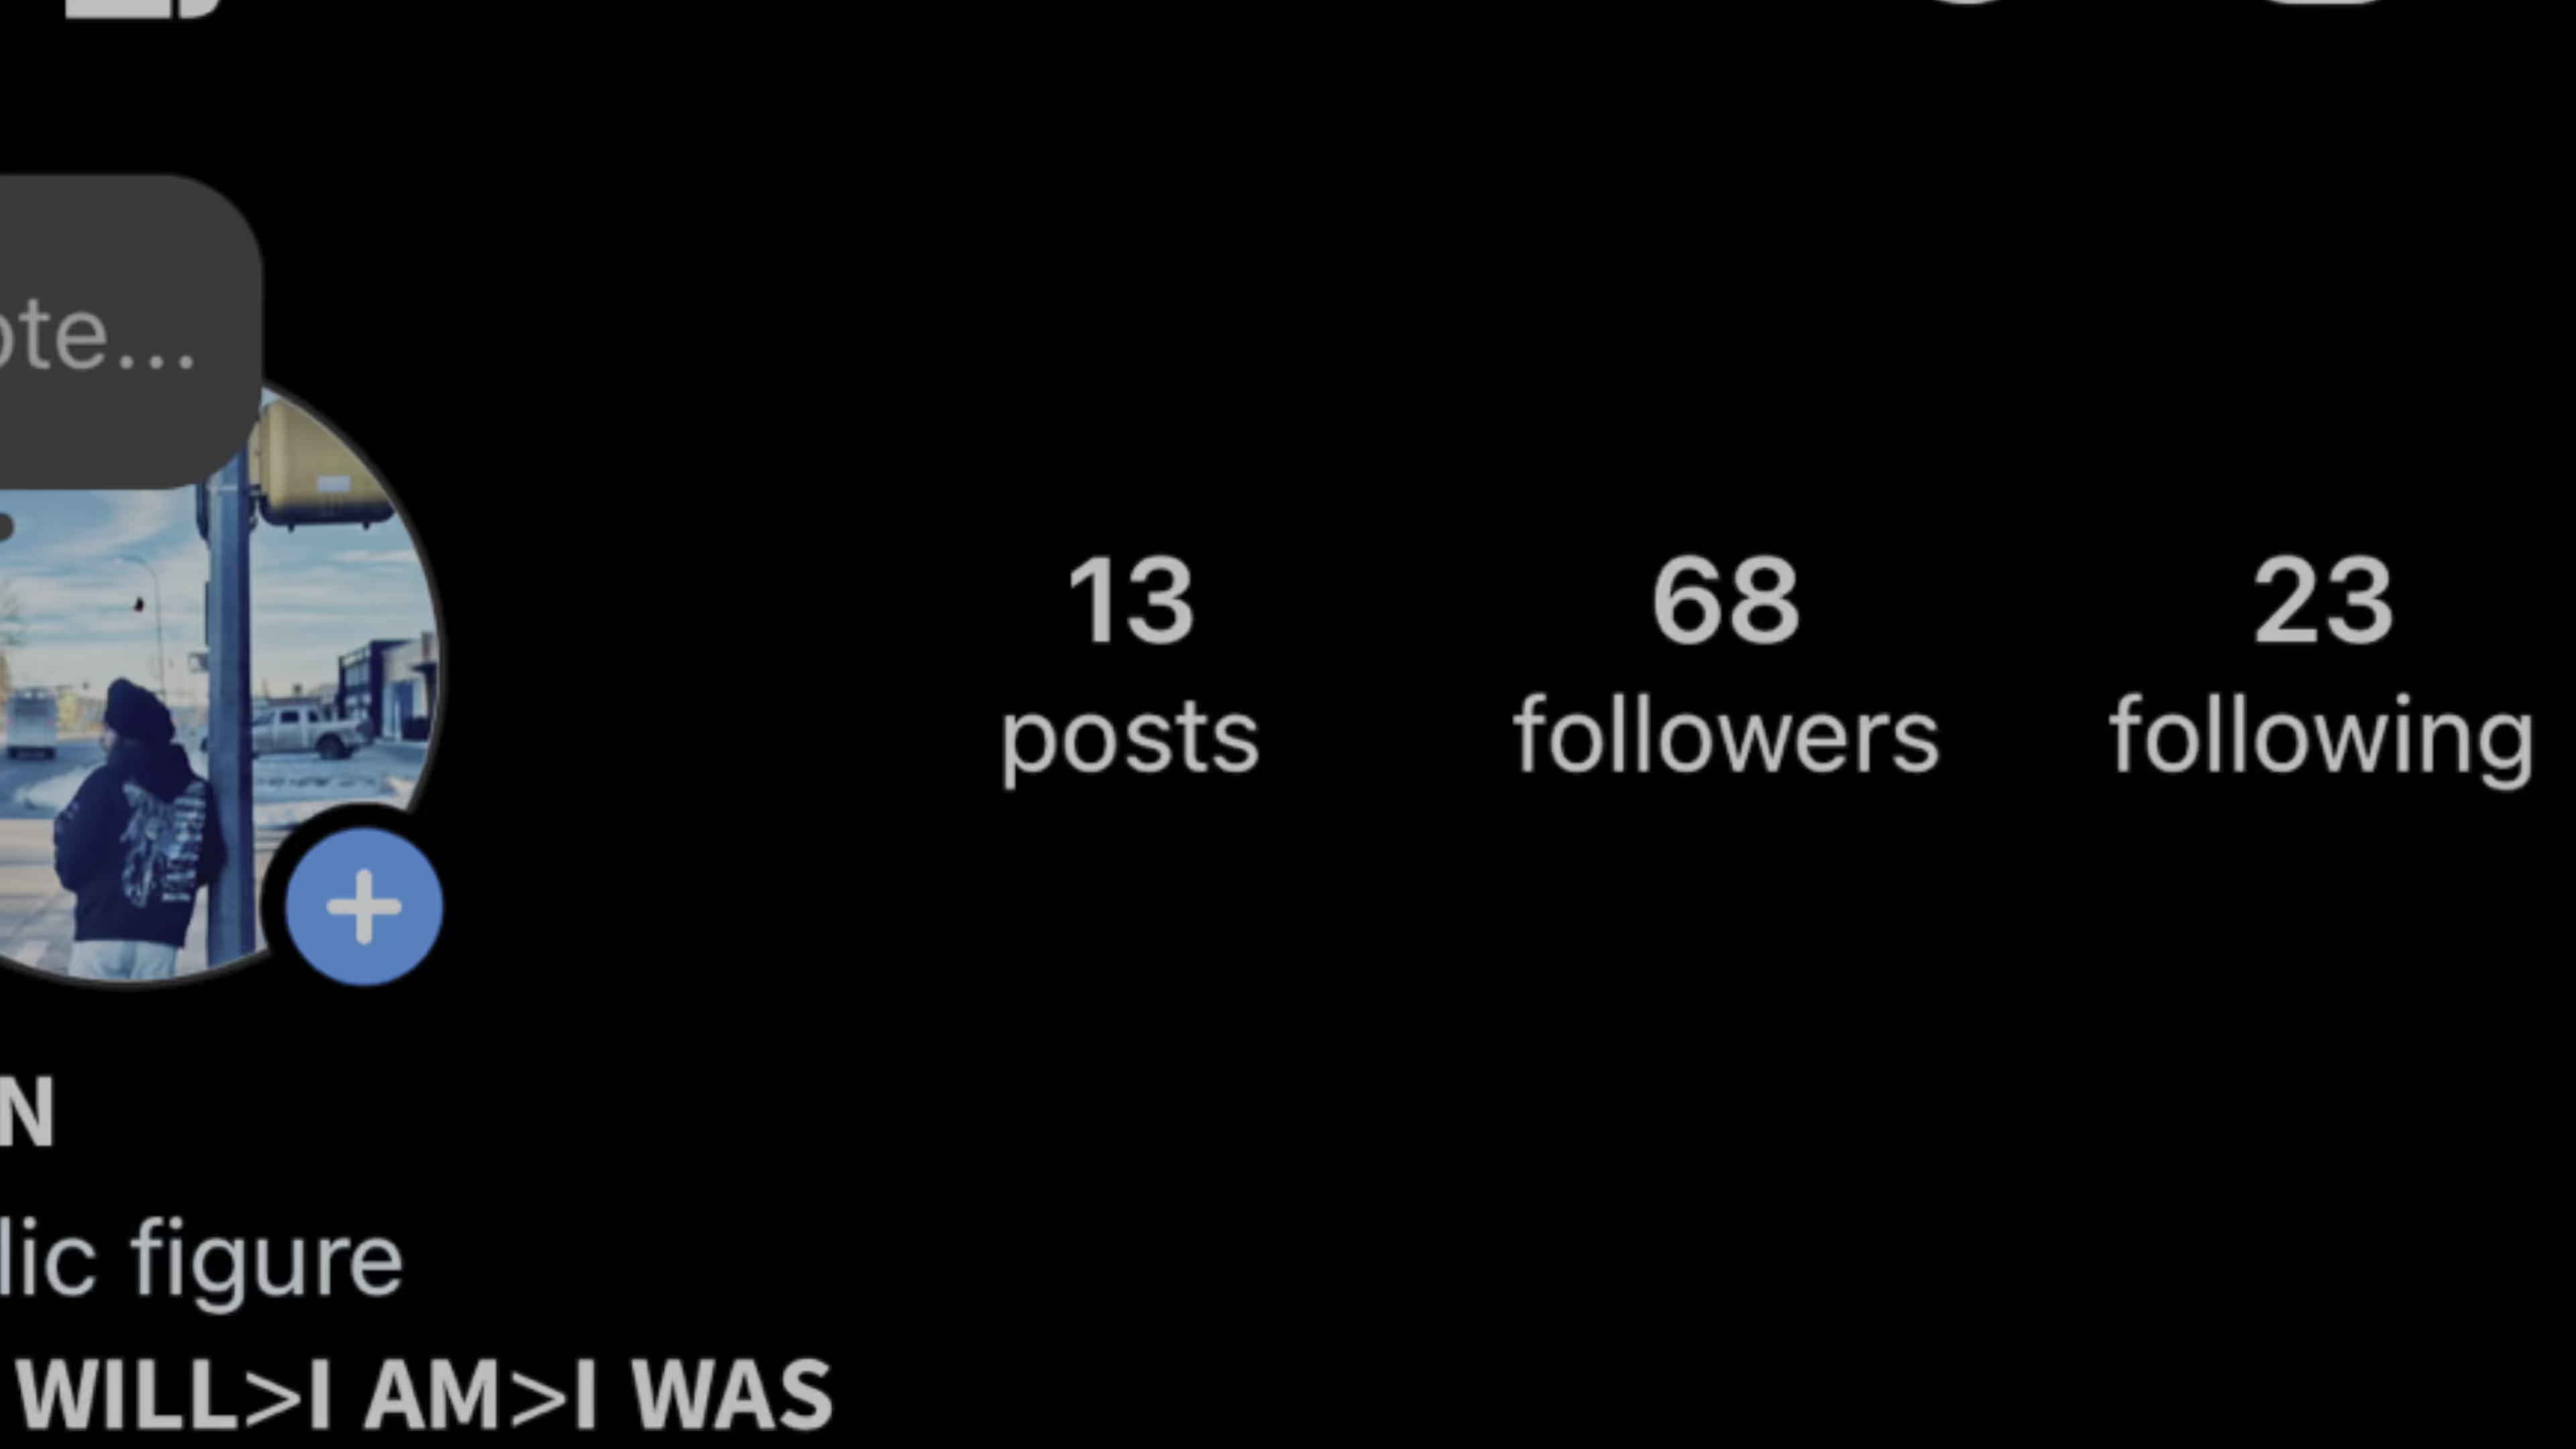 ote...
13 68 23
posts followers following
N
lic figure
WILL>I AM>I WAS